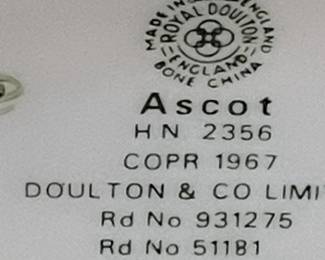 MADE IN ENGLAND
ROYAL DOULTON
ENGLAND
BONE CHINA
Ascot
HN 2356
COPR 1967
DOULTON & CO LIMI
Rd No 931275
Rd No 51181